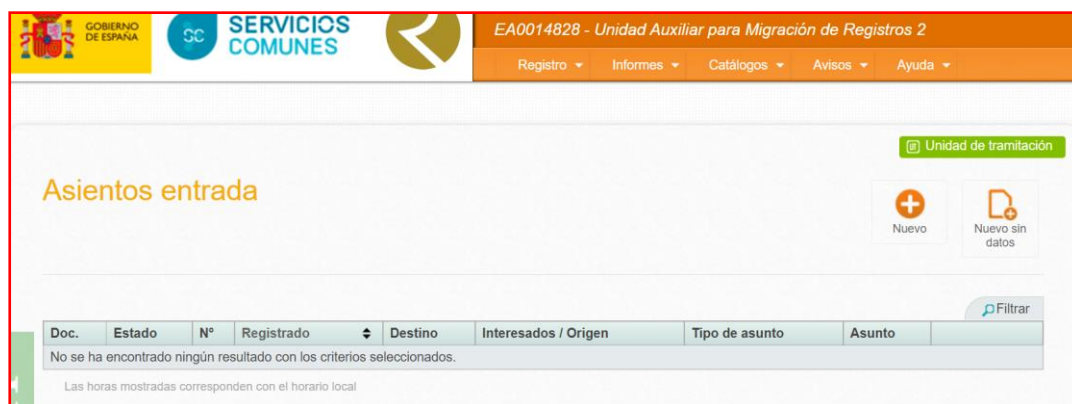 GOBIERNO
DE ESPAÑA
sc
SERVICIOS
COMUNES
EA0014828 - Unidad Auxiliar para Migración de Registros 2
Registro Informes Catálogos Avisos Ayuda
Unidad de tramitación
Asientos entrada
Nuevo
Nuevo sin
datos
Filtrar
Doc. Estado Nº Registrado Destino Interesados / Origen Tipo de asunto Asunto
No se ha encontrado ningún resultado con los criterios seleccionados.
Las horas mostradas corresponden con el horario local